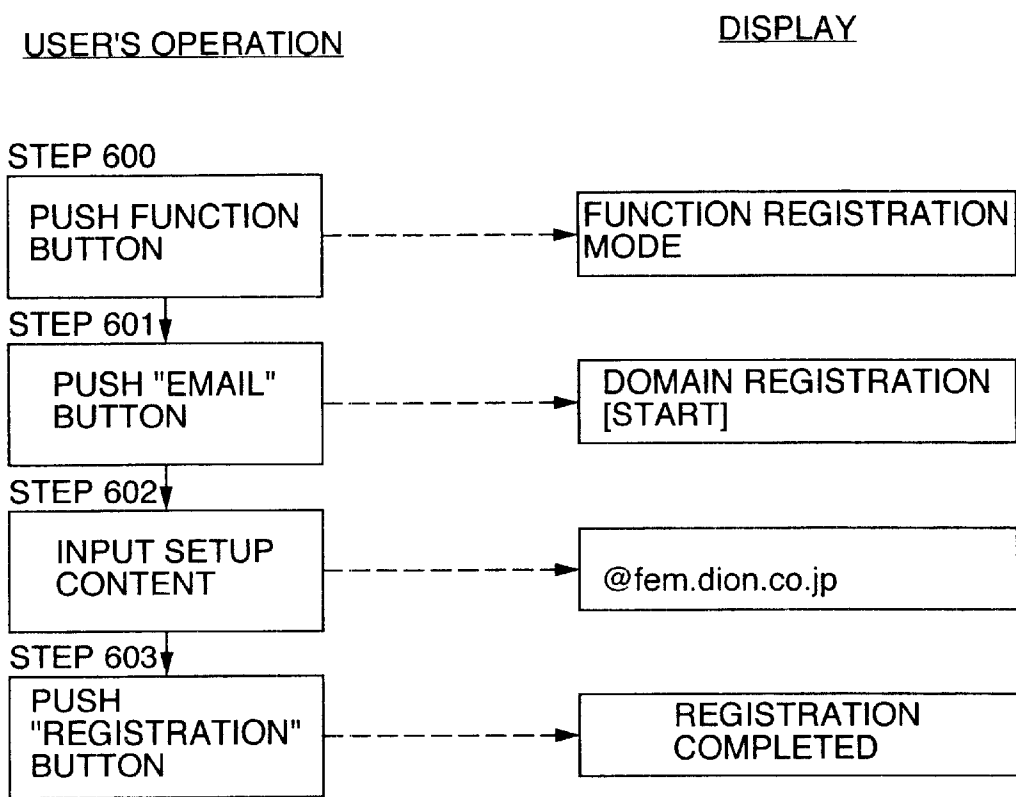 USER'S OPERATION
DISPLAY
STEP 600
PUSH FUNCTION
BUTTON
FUNCTION REGISTRATION
MODE
STEP 601
PUSH "EMAIL"
BUTTON
DOMAIN REGISTRATION
[START]
STEP 602
INPUT SETUP
CONTENT
@fem.dion.co.jp
STEP 603
PUSH
"REGISTRATION"
BUTTON
REGISTRATION
COMPLETED